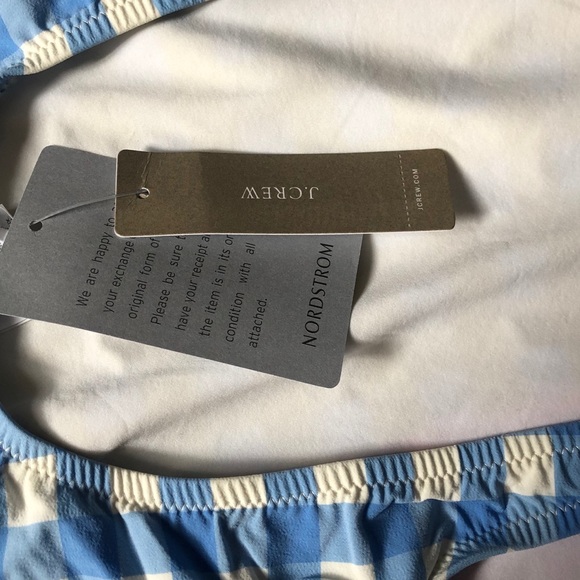 J.CREW
JCREW.COM
We are happy to
your exchange
original form of
Please be sure t
have your receipt a
the item is in its or
condition with all
attached.
NORDSTROM